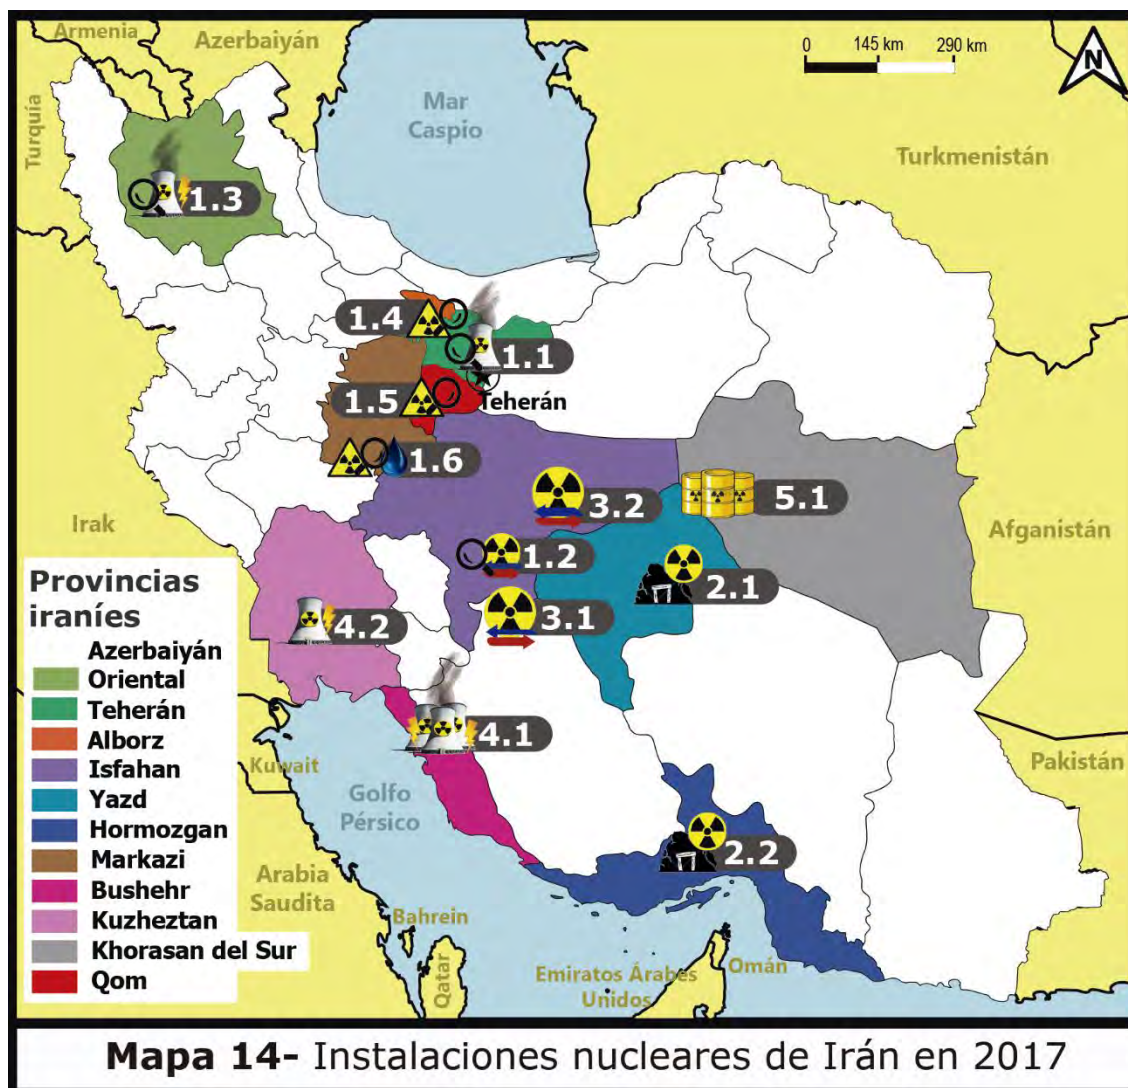 Armenia
Azerbaiyán
0 145 km 290 km
N
Mar
Caspio
Turquía
Turkmenistán
1.3
1.4
1.1
1.5
Teherán
1.6
3.2
5.1
Irak
Afganistán
1.2
2.1
3.1
4.2
4.1
Kuwait
Pakistán
Golfo
Pérsico
2.2
Arabia
Saudita
Bahrein
Qatar
Emiratos Árabes
Unidos
Omán
Provincias
iraníes
Azerbaiyán
Oriental
Teherán
Alborz
Isfahan
Yazd
Hormozgan
Markazi
Bushehr
Kuzheztan
Khorasan del Sur
Qom
Mapa 14- Instalaciones nucleares de Irán en 2017